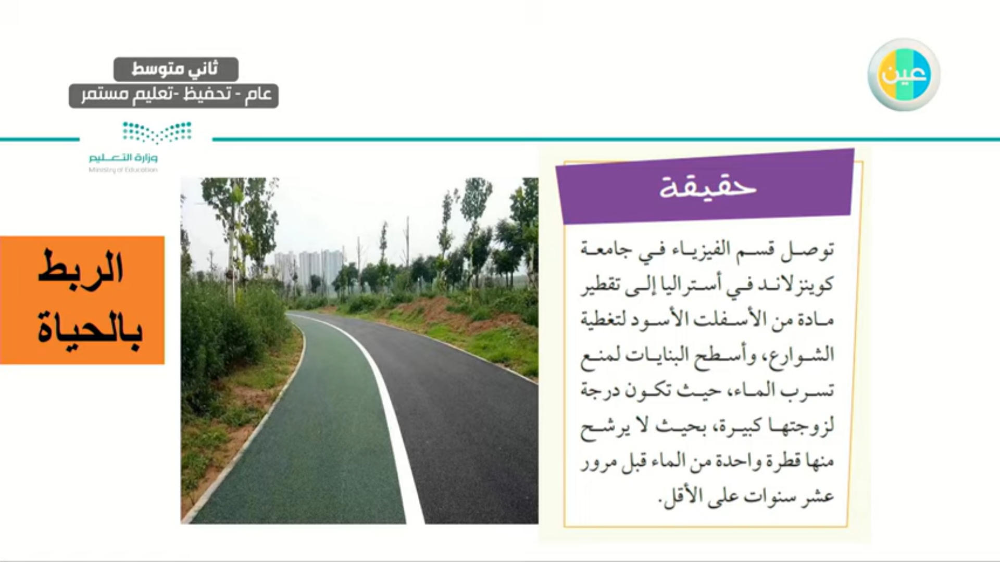 ثاني متوسط
عام - تحفيظ -تعليم مستمر
عين
وزارة التعـــليم
Ministry of Education
حقيقة
توصل قسم الفيزياء في جامعة
كوينزلاند في أستراليا إلى تقطير
مادة من الأسفلت الأسود لتغطية
الشوارع، وأسطح البنايات لمنع
تسرب الماء، حيث تكون درجة
لزوجتها كبيرة، بحيث لا يرشح
منها قطرة واحدة من الماء قبل مرور
عشر سنوات على الأقل.
الربط
بالحياة